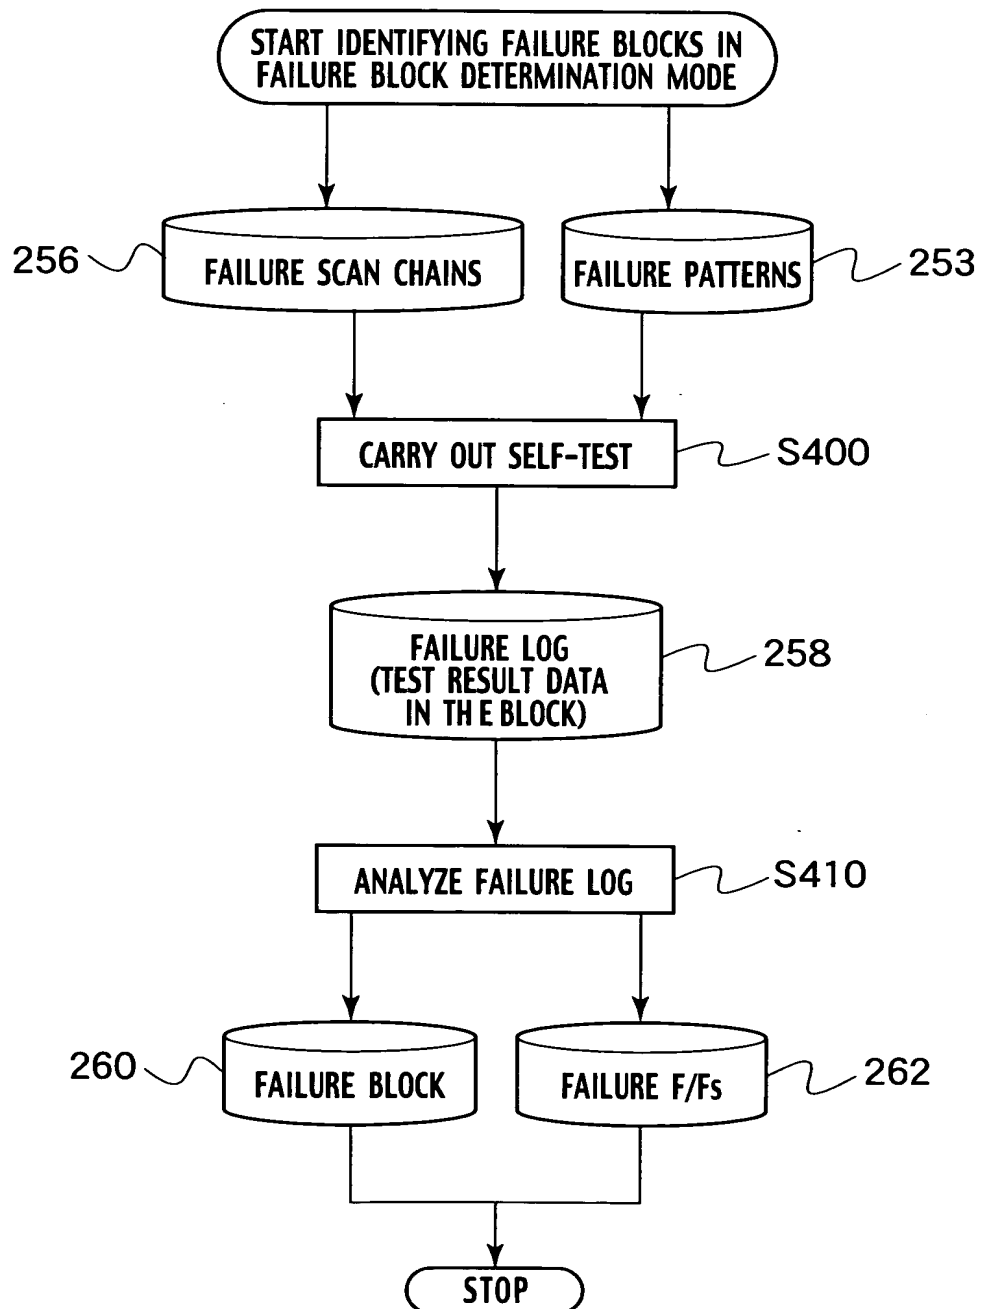 START IDENTIFYING FAILURE BLOCKS IN
FAILURE BLOCK DETERMINATION MODE
256
FAILURE SCAN CHAINS
FAILURE PATTERNS
253
CARRY OUT SELF-TEST
S400
FAILURE LOG
(TEST RESULT DATA
IN THE BLOCK)
258
ANALYZE FAILURE LOG
S410
260
FAILURE BLOCK
FAILURE F/Fs
262
STOP